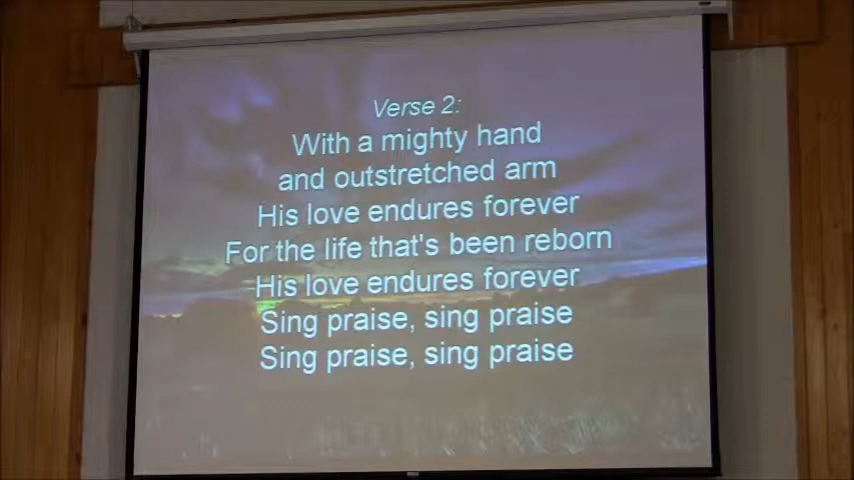 Verse 2:
With a mighty hand
and outstretched arm
His love endures forever
For the life that's been reborn
His love endures forever
Sing praise, sing praise
Sing praise, sing praise